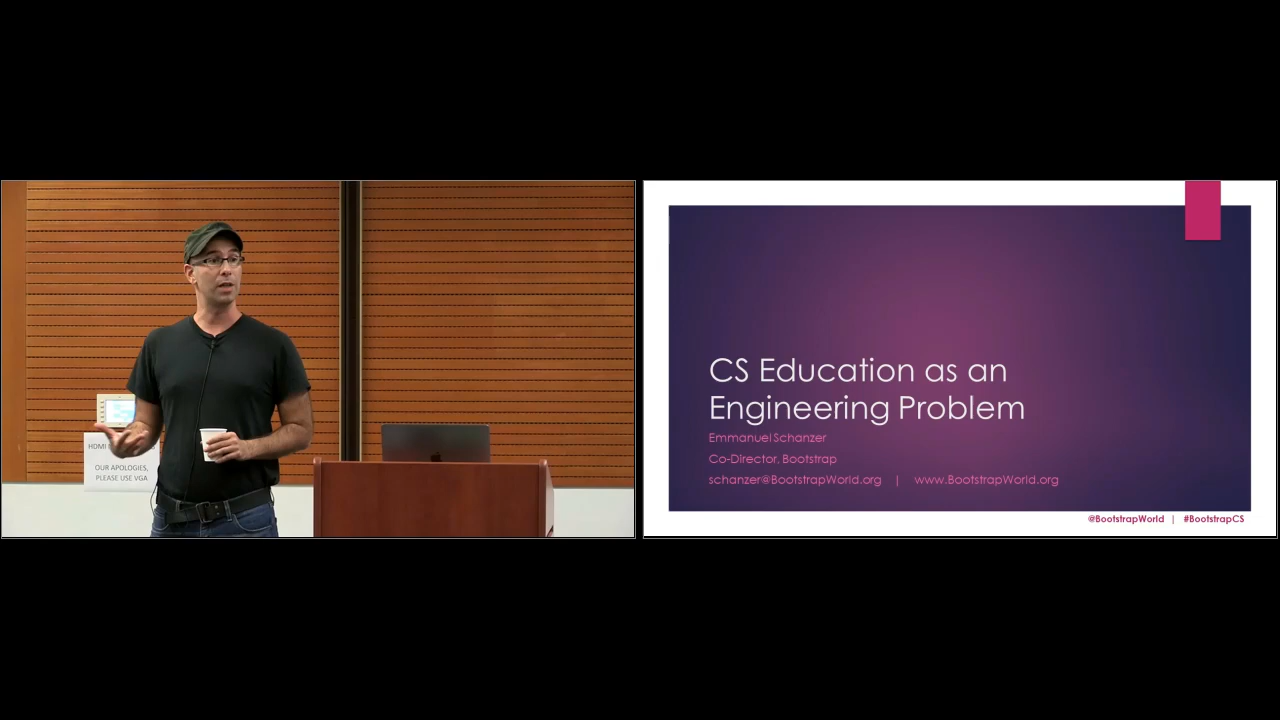 HDMI
OUR APOLOGIES,
PLEASE USE VGA
CS Education as an
Engineering Problem
Emmanuel Schanzer
Co-Director, Bootstrap
schanzer@BootstrapWorld.org | www.BootstrapWorld.org
@BootstrapWorld | #BootstrapCS